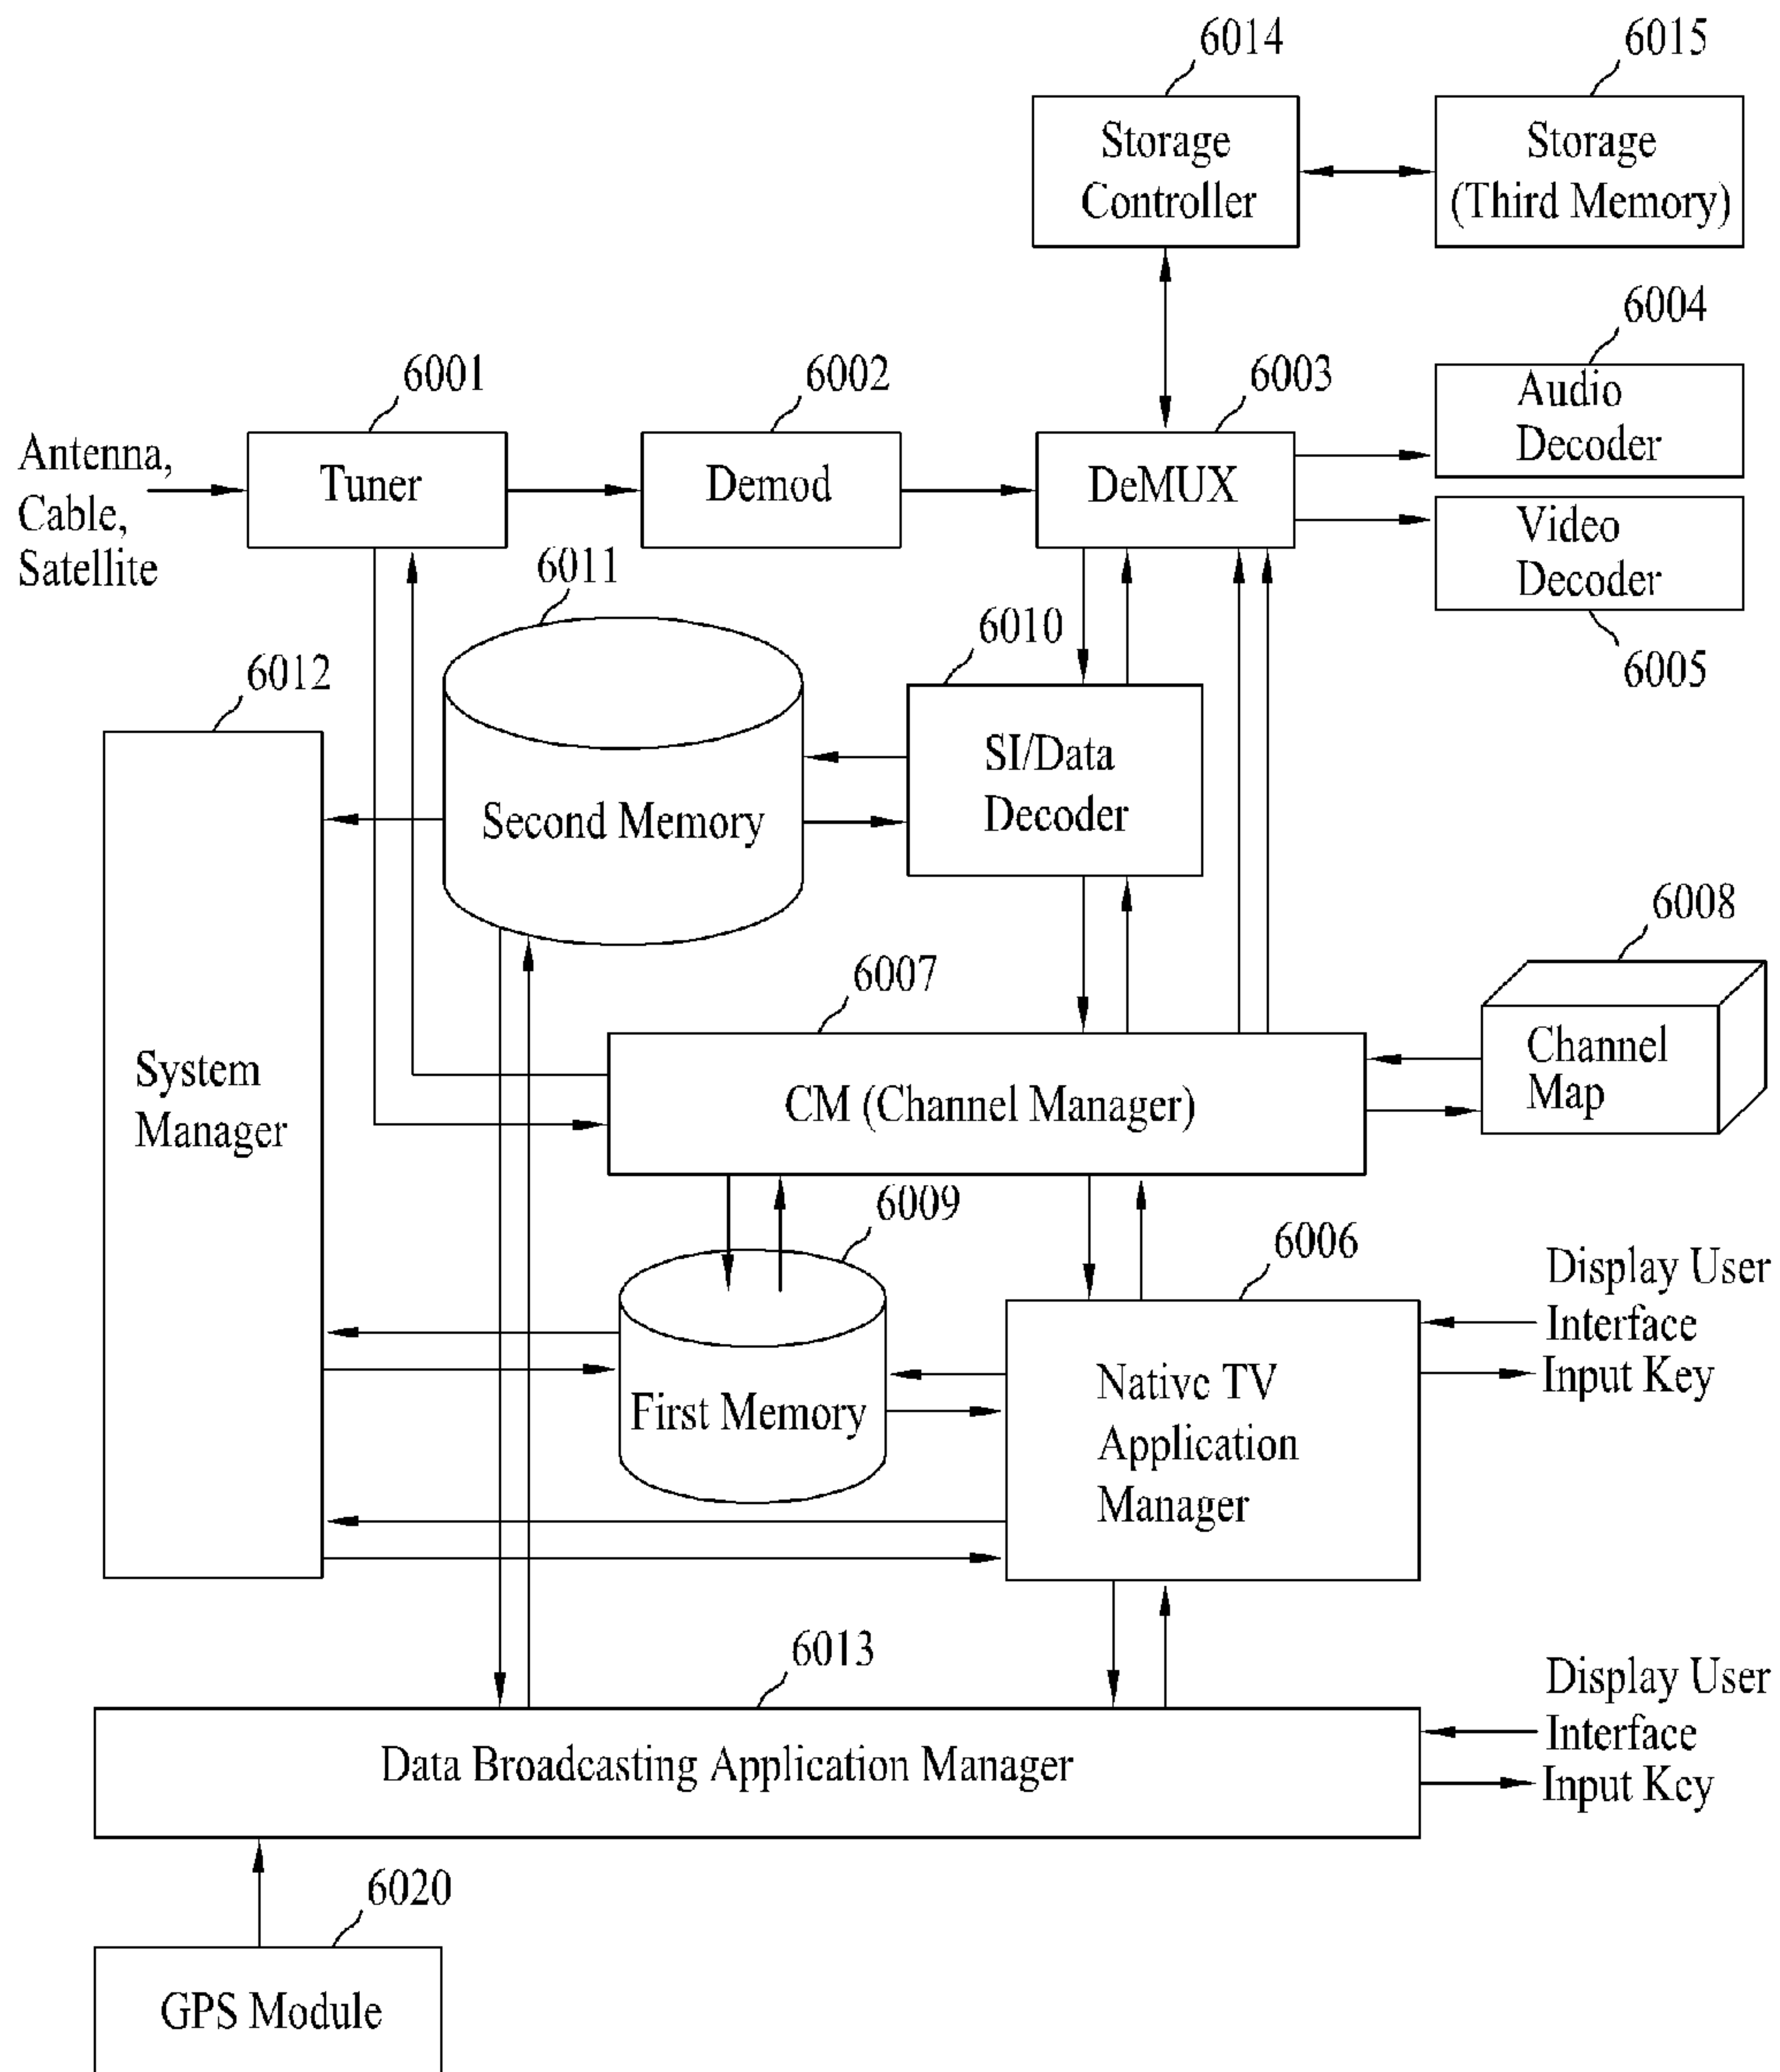 6014
6015
Storage
Controller
Storage
(Third Memory)
6004
6001
6002
6003
Audio
Decoder
Antenna,
Cable,
Satellite
Tuner
Demod
DeMUX
Video
Decoder
6005
6011
6010
6012
SI/Data
Decoder
Second Memory
6008
6007
System
Manager
CM (Channel Manager)
Channel
Map
6009
6006
Display User
Interface
Input Key
First Memory
Native TV
Application
Manager
6013
Display User
Interface
Input Key
Data Broadcasting Application Manager
6020
GPS Module